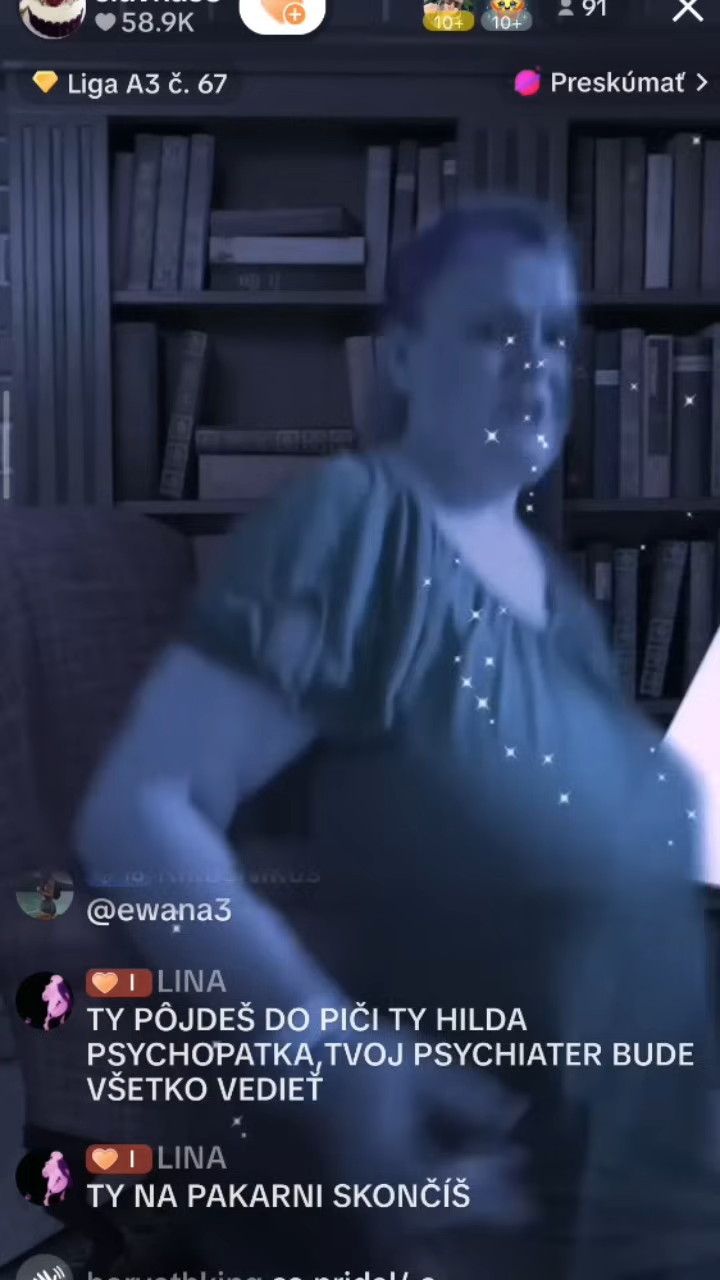 58.9K
10+
10+
91
Liga A3 č. 67
Preskúmať
@ewana3
I LINA
TY PÔJDEŠ DO PIČI TY HILDA
PSYCHOPATKA,TVOJ PSYCHIATER BUDE
VŠETKO VEDIEŤ
I LINA
TY NA PAKARNI SKONČÍŠ